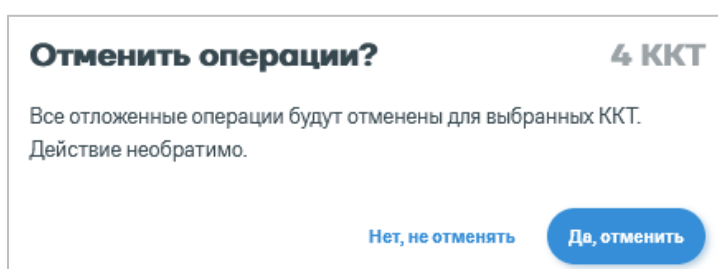 Отменить операции? 4 ККТ
Все отложенные операции будут отменены для выбранных ККТ.
Действие необратимо.
Нет, не отменять Да, отменить